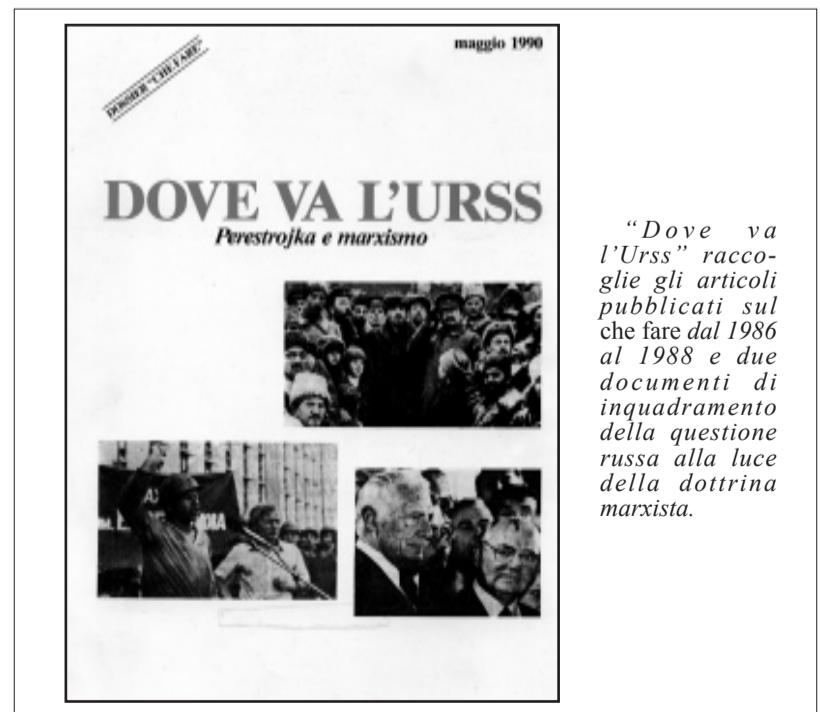 DOSSIER "CHE FARE"
maggio 1990
DOVE VA L'URSS
Perestrojka e marxismo
“Dove va
l’Urss” racco-
glie gli articoli
pubblicati sul
che fare dal 1986
al 1988 e due
documenti di
inquadramento
della questione
russa alla luce
della dottrina
marxista.